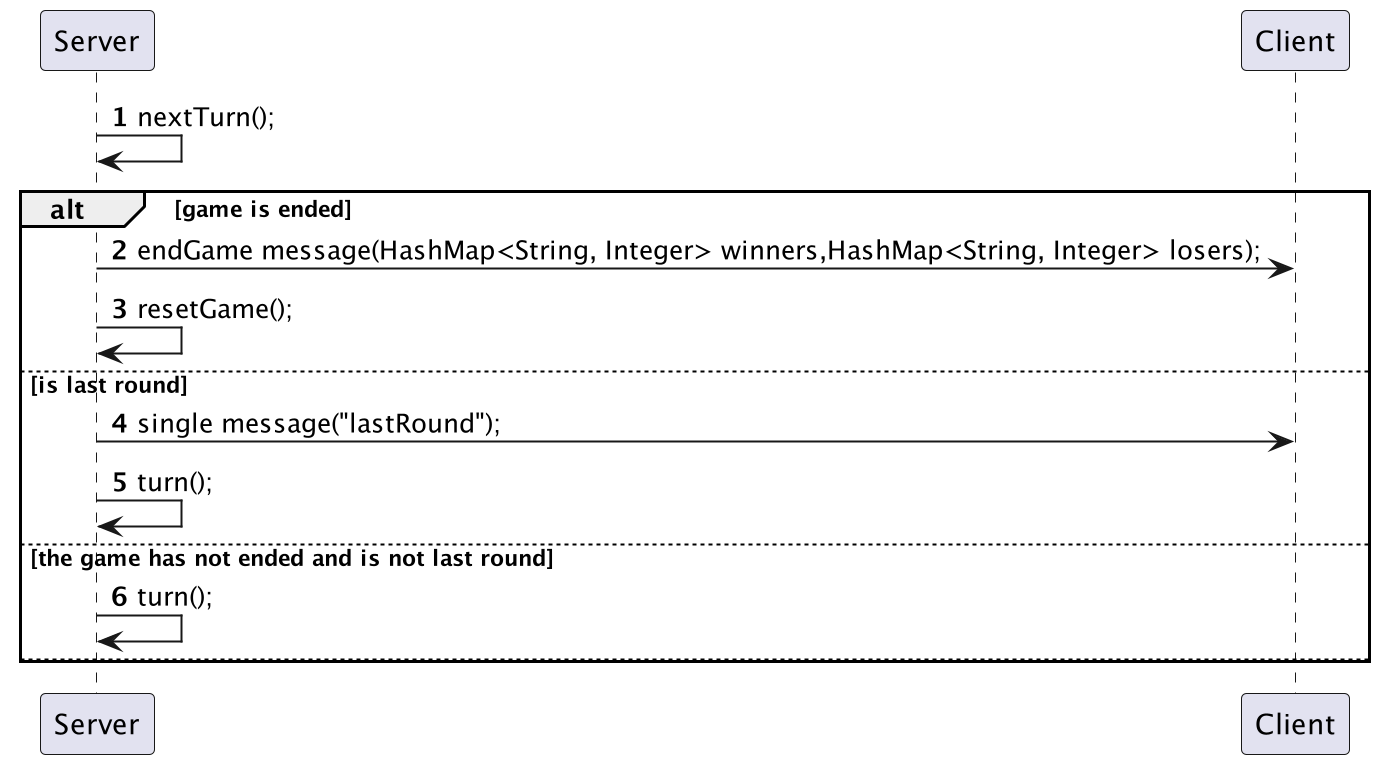 Server Client
1 nextTurn();
alt [game is ended]
2 endGame message(HashMap<String, Integer> winners,HashMap<String, Integer> losers);
3 resetGame();
[is last round]
4 single message("lastRound");
5 turn();
[the game has not ended and is not last round]
6 turn();
Server Client